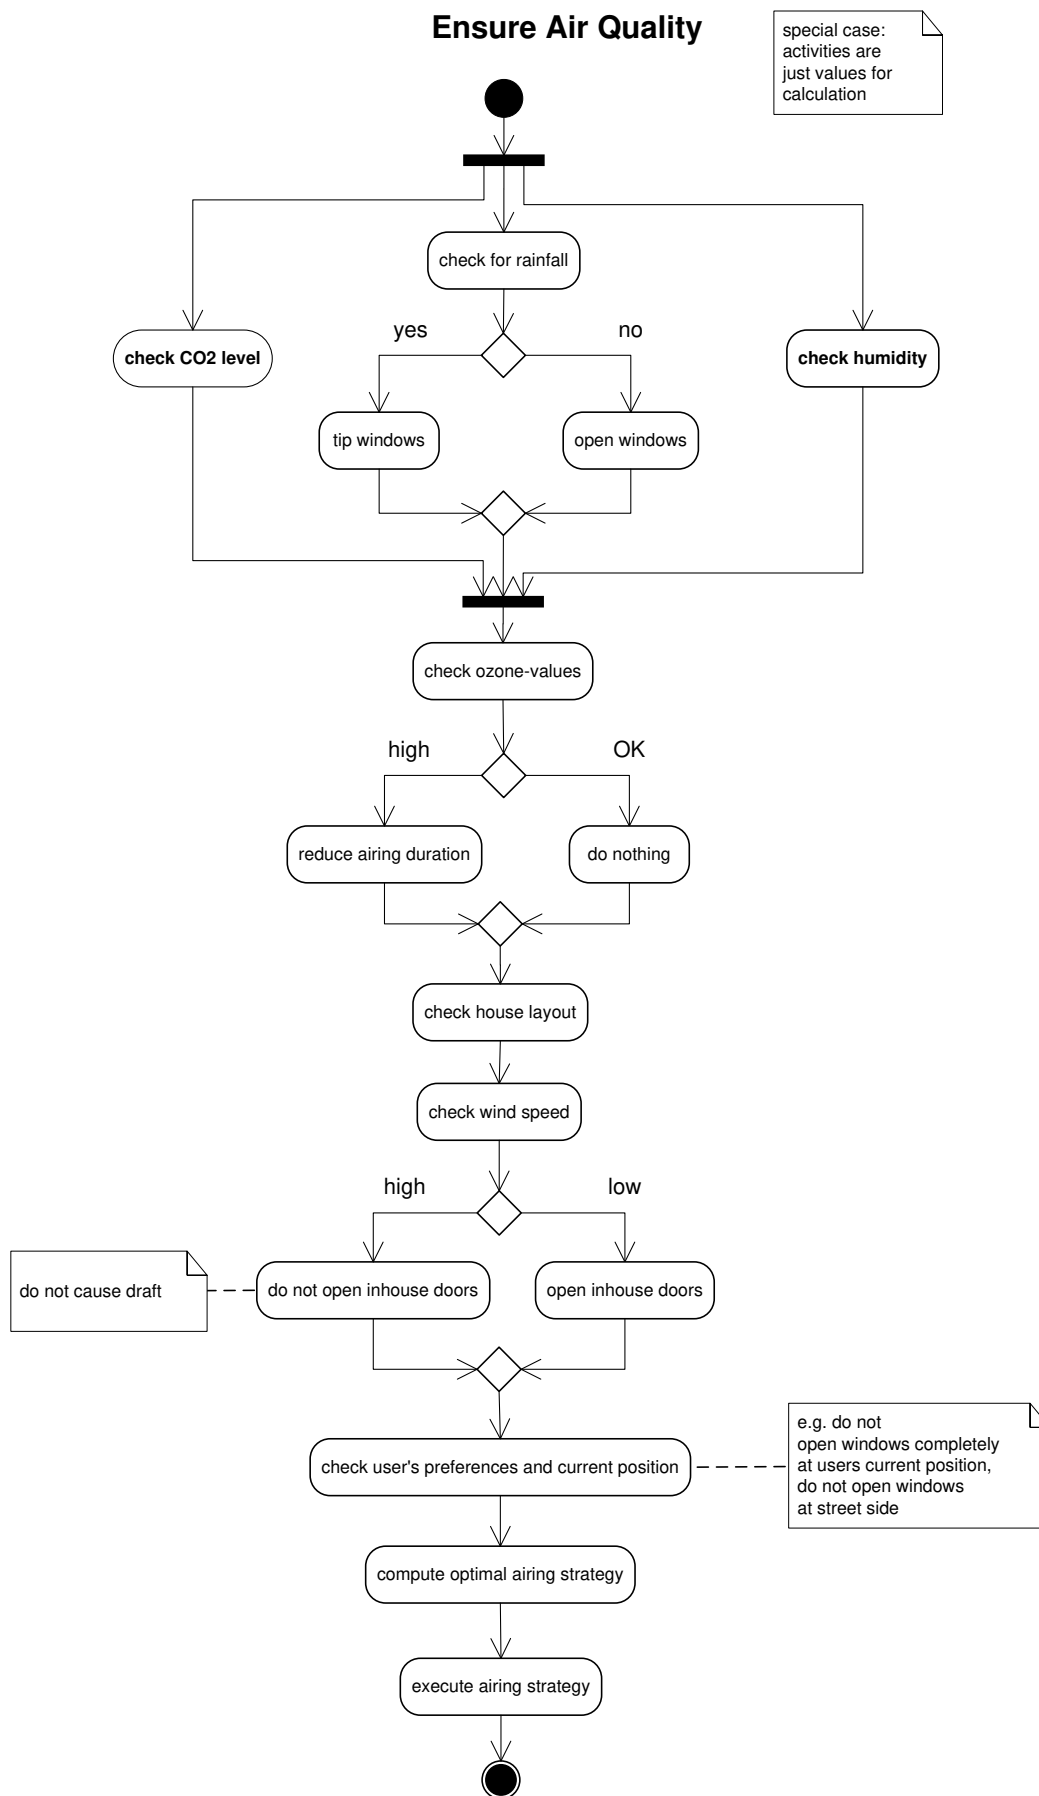 Ensure Air Quality
special case:
activities are
just values for
calculation
check for rainfall
yes
no
check CO2 level
check humidity
tip windows
open windows
check ozone-values
high
OK
reduce airing duration
do nothing
check house layout
check wind speed
high
low
do not cause draft
do not open inhouse doors
open inhouse doors
e.g. do not
open windows completely
at users current position,
do not open windows
at street side
check user's preferences and current position
compute optimal airing strategy
execute airing strategy